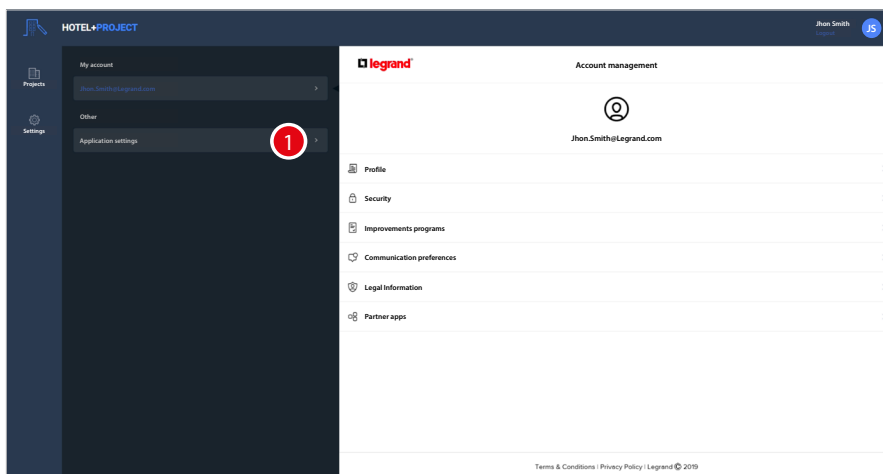 HOTEL+PROJECT
Jhon Smith
Logout
JS
Projects
Settings
My account
Jhon.Smith@Legrand.com
Other
Application settings
1
legrand
Account management
Jhon.Smith@Legrand.com
Profile
Security
Improvements programs
Communication preferences
Legal Information
Partner apps
Terms & Conditions | Privacy Policy | Legrand © 2019